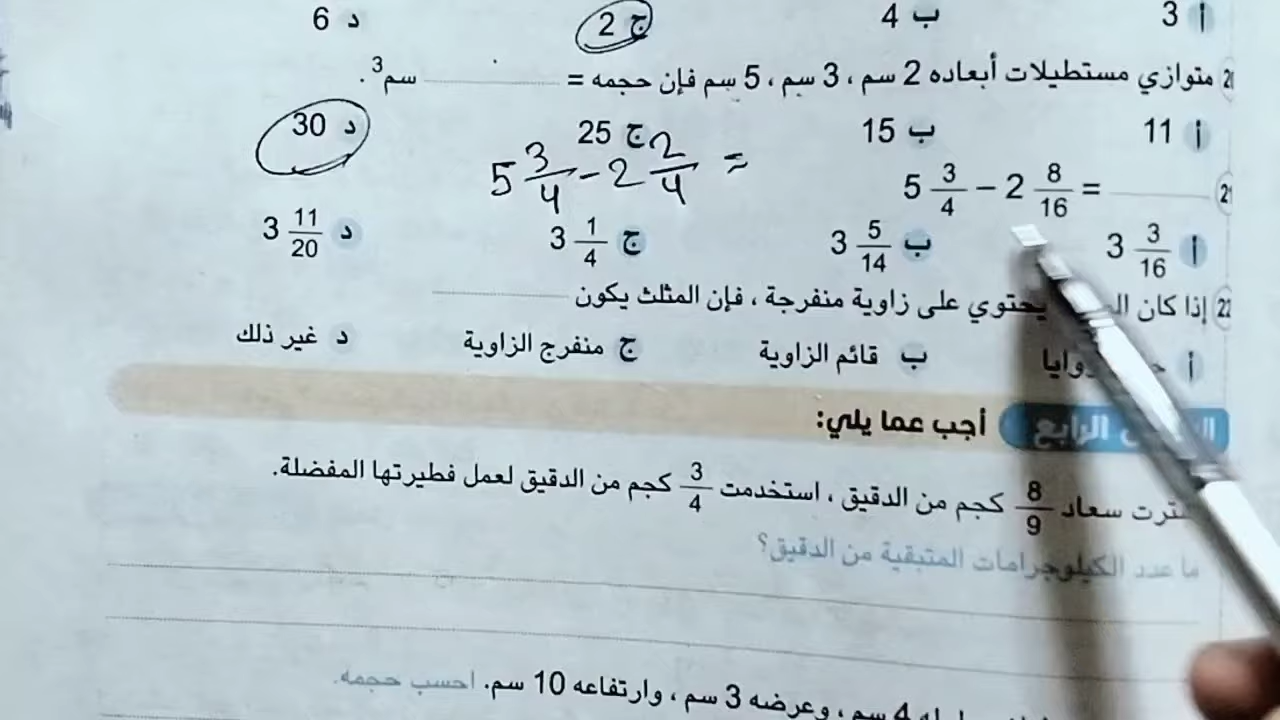 أ 3 ب 4 ج 2 د 6
متوازي مستطيلات أبعاده 2 سم ، 3 سم ، 5 سم فإن حجمه = ............ سم³ .
أ 11 ب 15 ج 25 د 30
5 3/4 − 2 8/16 = ............
5 3/4 - 2 2/4 =
أ 3 3/16 ب 3 5/14 ج 3 1/4 د 3 11/20
22 إذا كان يحتوي على زاوية منفرجة ، فإن المثلث يكون ............
أ ب قائم الزاوية ج منفرج الزاوية د غير ذلك
الرابع أجب عما يلي:
سعاد 8/9 كجم من الدقيق ، استخدمت 3/4 كجم من الدقيق لعمل فطيرتها المفضلة.
ما عدد الكيلوجرامات المتبقية من الدقيق؟
4 سم ، وعرضه 3 سم ، وارتفاعه 10 سم. احسب حجمه.